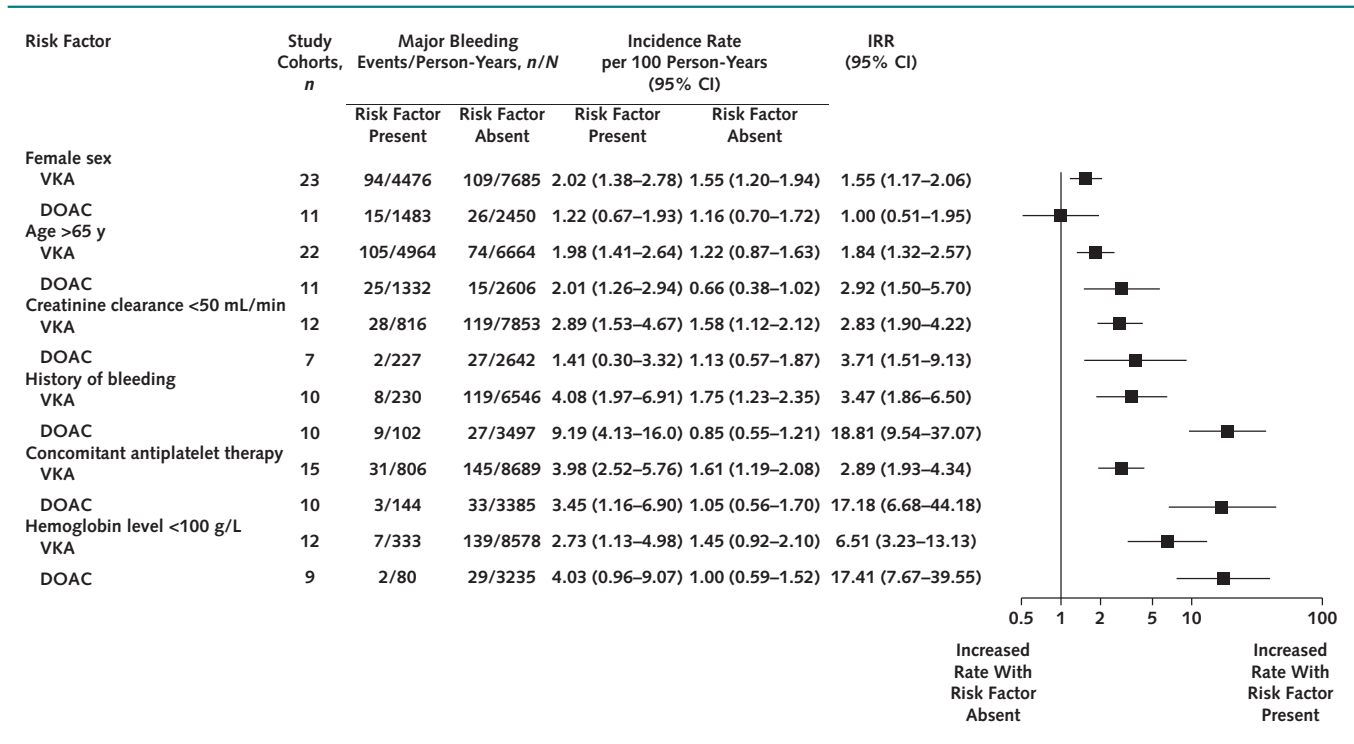 Risk Factor Study Major Bleeding Incidence Rate IRR
Cohorts, Events/Person-Years, n/N per 100 Person-Years (95% CI)
n (95% CI)
Risk Factor Risk Factor Risk Factor Risk Factor
Present Absent Present Absent
Female sex
VKA 23 94/4476 109/7685 2.02 (1.38–2.78) 1.55 (1.20–1.94) 1.55 (1.17–2.06)
DOAC 11 15/1483 26/2450 1.22 (0.67–1.93) 1.16 (0.70–1.72) 1.00 (0.51–1.95)
Age >65 y
VKA 22 105/4964 74/6664 1.98 (1.41–2.64) 1.22 (0.87–1.63) 1.84 (1.32–2.57)
DOAC 11 25/1332 15/2606 2.01 (1.26–2.94) 0.66 (0.38–1.02) 2.92 (1.50–5.70)
Creatinine clearance <50 mL/min
VKA 12 28/816 119/7853 2.89 (1.53–4.67) 1.58 (1.12–2.12) 2.83 (1.90–4.22)
DOAC 7 2/227 27/2642 1.41 (0.30–3.32) 1.13 (0.57–1.87) 3.71 (1.51–9.13)
History of bleeding
VKA 10 8/230 119/6546 4.08 (1.97–6.91) 1.75 (1.23–2.35) 3.47 (1.86–6.50)
DOAC 10 9/102 27/3497 9.19 (4.13–16.0) 0.85 (0.55–1.21) 18.81 (9.54–37.07)
Concomitant antiplatelet therapy
VKA 15 31/806 145/8689 3.98 (2.52–5.76) 1.61 (1.19–2.08) 2.89 (1.93–4.34)
DOAC 10 3/144 33/3385 3.45 (1.16–6.90) 1.05 (0.56–1.70) 17.18 (6.68–44.18)
Hemoglobin level <100 g/L
VKA 12 7/333 139/8578 2.73 (1.13–4.98) 1.45 (0.92–2.10) 6.51 (3.23–13.13)
DOAC 9 2/80 29/3235 4.03 (0.96–9.07) 1.00 (0.59–1.52) 17.41 (7.67–39.55)
0.5 1 2 5 10 100
Increased Increased
Rate With Rate With
Risk Factor Risk Factor
Absent Present